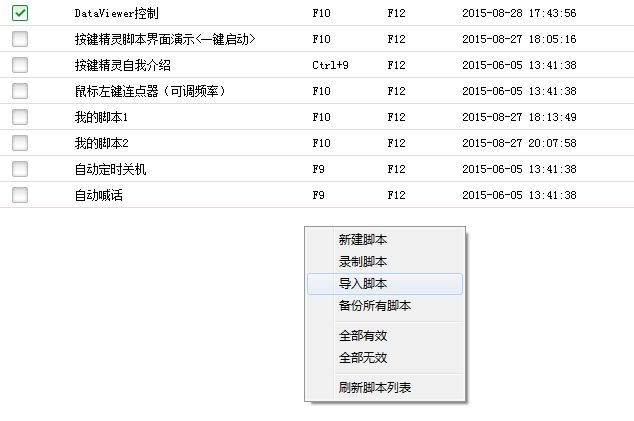 DataViewer控制 F10 F12 2015-08-28 17:43:56
按键精灵脚本界面演示<一键启动> F10 F12 2015-08-27 18:05:16
按键精灵自我介绍 Ctrl+9 F12 2015-06-05 13:41:38
鼠标左键连点器（可调频率） F10 F12 2015-06-05 13:41:38
我的脚本1 F10 F12 2015-08-27 18:13:49
我的脚本2 F10 F12 2015-08-27 20:07:58
自动定时关机 F9 F12 2015-06-05 13:41:38
自动喊话 F9 F12 2015-06-05 13:41:38
新建脚本
录制脚本
导入脚本
备份所有脚本
全部有效
全部无效
刷新脚本列表